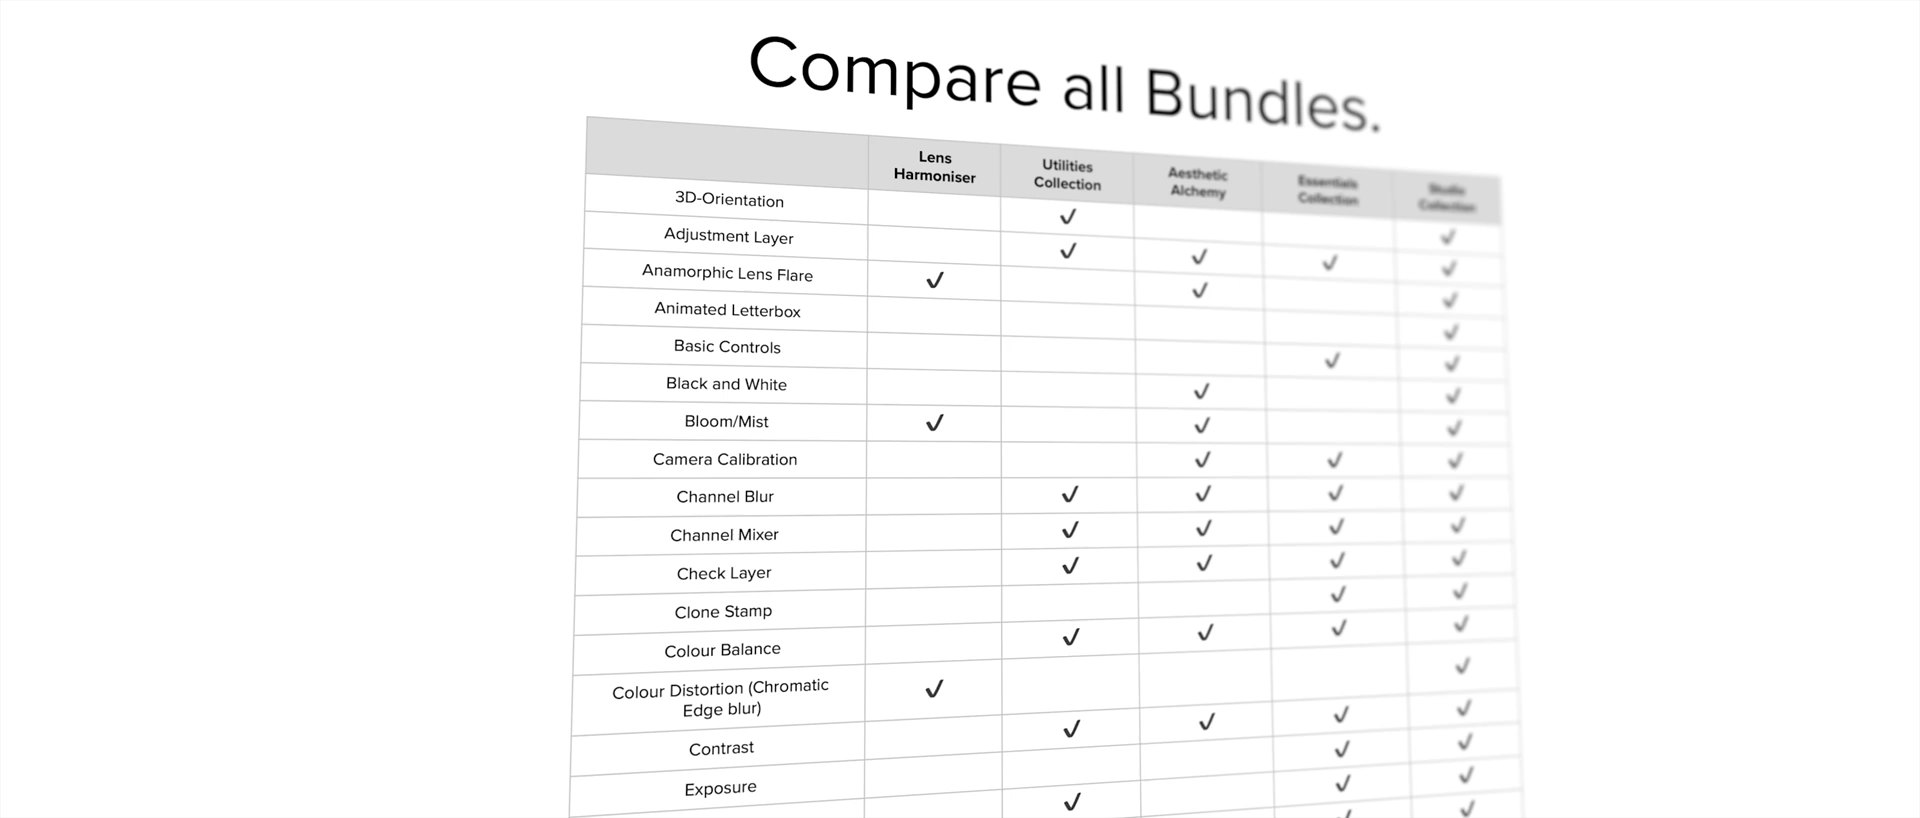 Compare all Bundles.
Lens Harmoniser
Utilities Collection
Aesthetic Alchemy
Essentials Collection
Studio Collection
3D-Orientation ✓ ✓
Adjustment Layer ✓ ✓ ✓ ✓
Anamorphic Lens Flare ✓ ✓ ✓
Animated Letterbox ✓
Basic Controls ✓ ✓
Black and White ✓ ✓
Bloom/Mist ✓ ✓ ✓
Camera Calibration ✓ ✓ ✓
Channel Blur ✓ ✓ ✓ ✓
Channel Mixer ✓ ✓ ✓ ✓
Check Layer ✓ ✓ ✓ ✓
Clone Stamp ✓ ✓
Colour Balance ✓ ✓ ✓ ✓
Colour Distortion (Chromatic
Edge blur) ✓ ✓
Contrast ✓ ✓ ✓ ✓
Exposure ✓ ✓